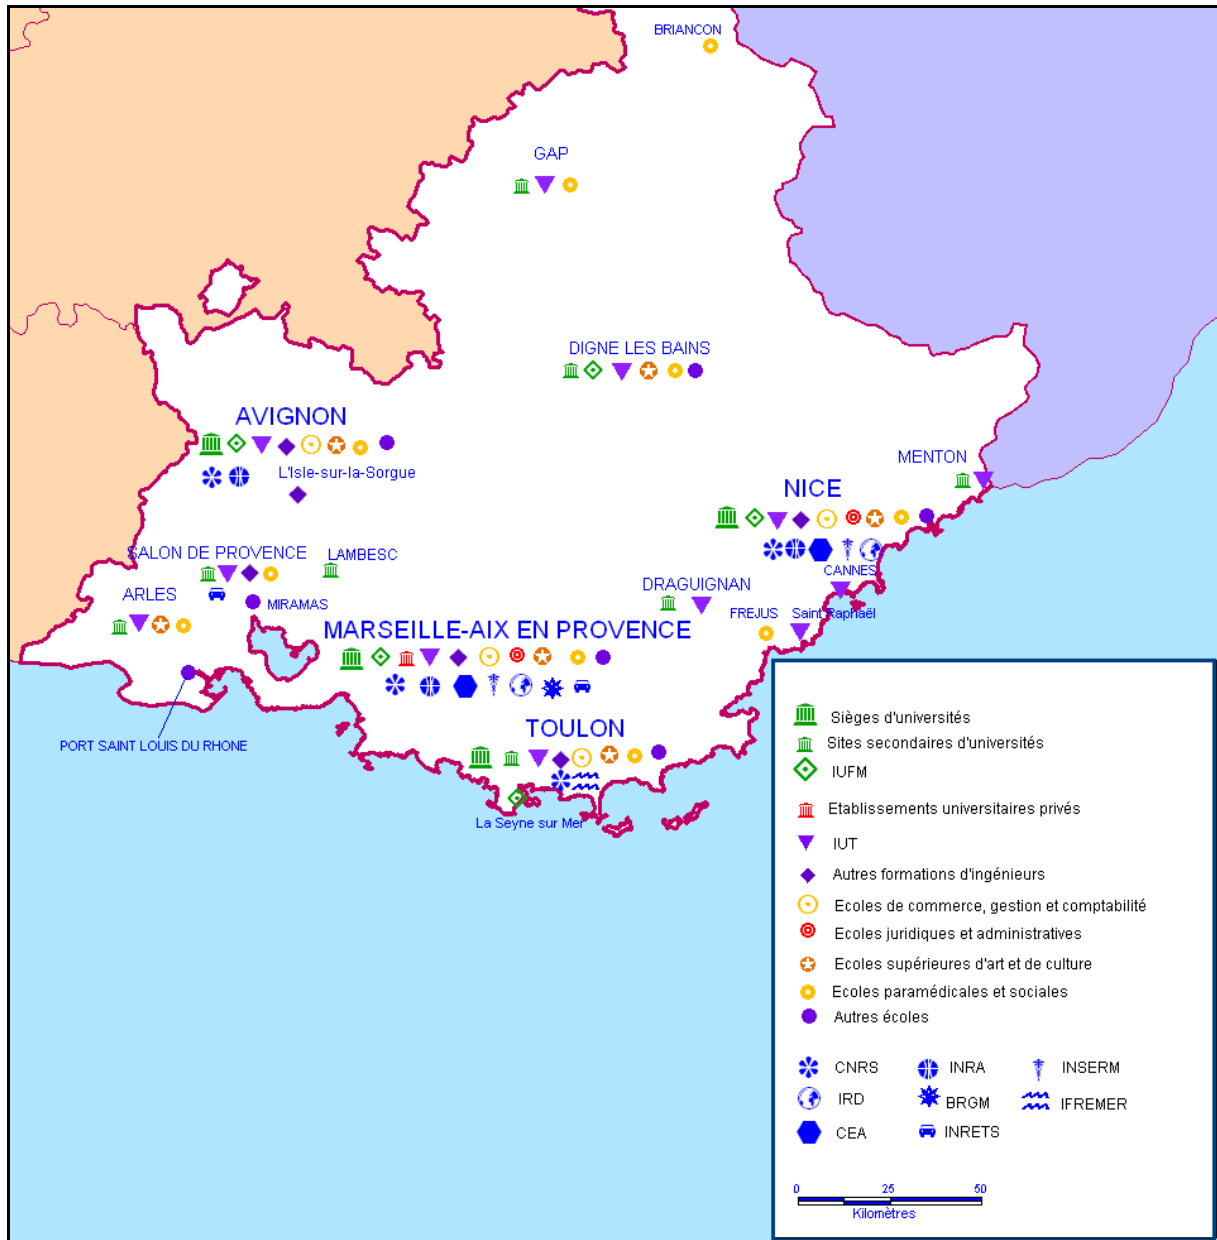 BRIANCON
GAP
DIGNE LES BAINS
AVIGNON
L'Isle-sur-la-Sorgue
MENTON
NICE
SALON DE PROVENCE
LAMBESC
CANNES
DRAGUIGNAN
ARLES
MIRAMAS
FREJUS
Saint Raphaël
MARSEILLE-AIX EN PROVENCE
TOULON
PORT SAINT LOUIS DU RHONE
La Seyne sur Mer
Sièges d'universités
Sites secondaires d'universités
IUFM
Etablissements universitaires privés
IUT
Autres formations d'ingénieurs
Ecoles de commerce, gestion et comptabilité
Ecoles juridiques et administratives
Ecoles supérieures d'art et de culture
Ecoles paramédicales et sociales
Autres écoles
CNRS
INRA
INSERM
IRD
BRGM
IFREMER
CEA
INRETS
0 25 50
Kilomètres